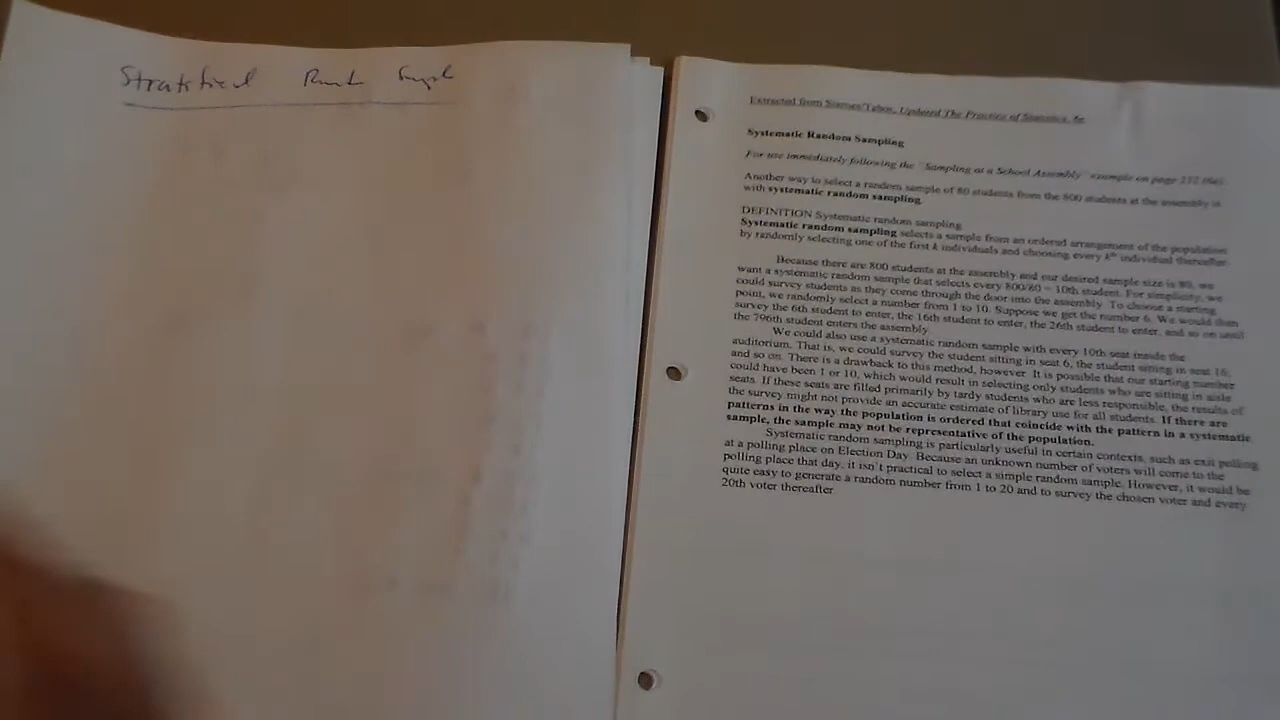 Extracted from Starnes/Tabor, Updated The Practice of Statistics, 6e
Systematic Random Sampling
For use immediately following the "Sampling at a School Assembly" example on page
Another way to select a random sample of 80 students from the 800 students at the assembly is
with systematic random sampling.
DEFINITION Systematic random sampling
Systematic random sampling selects a sample from an ordered arrangement of the population
by randomly selecting one of the first k individuals and choosing every kth individual thereafter.
Because there are 800 students at the assembly and our desired sample size is 80, we
want a systematic random sample that selects every 800/80 = 10th student. For simplicity, we
could survey students as they come through the door into the assembly. To choose a starting
point, we randomly select a number from 1 to 10. Suppose we get the number 6. We would then
survey the 6th student to enter, the 16th student to enter, the 26th student to enter, and so on until
the 796th student enters the assembly.
We could also use a systematic random sample with every 10th seat inside the
auditorium. That is, we could survey the student sitting in seat 6, the student sitting in seat 16,
and so on. There is a drawback to this method, however. It is possible that our starting number
could have been 1 or 10, which would result in selecting only students who are sitting in aisle
seats. If these seats are filled primarily by tardy students who are less responsible, the results of
the survey might not provide an accurate estimate of library use for all students. If there are
patterns in the way the population is ordered that coincide with the pattern in a systematic
sample, the sample may not be representative of the population.
Systematic random sampling is particularly useful in certain contexts, such as exit polling
at a polling place on Election Day. Because an unknown number of voters will come to the
polling place that day, it isn't practical to select a simple random sample. However, it would be
quite easy to generate a random number from 1 to 20 and to survey the chosen voter and every
20th voter thereafter.